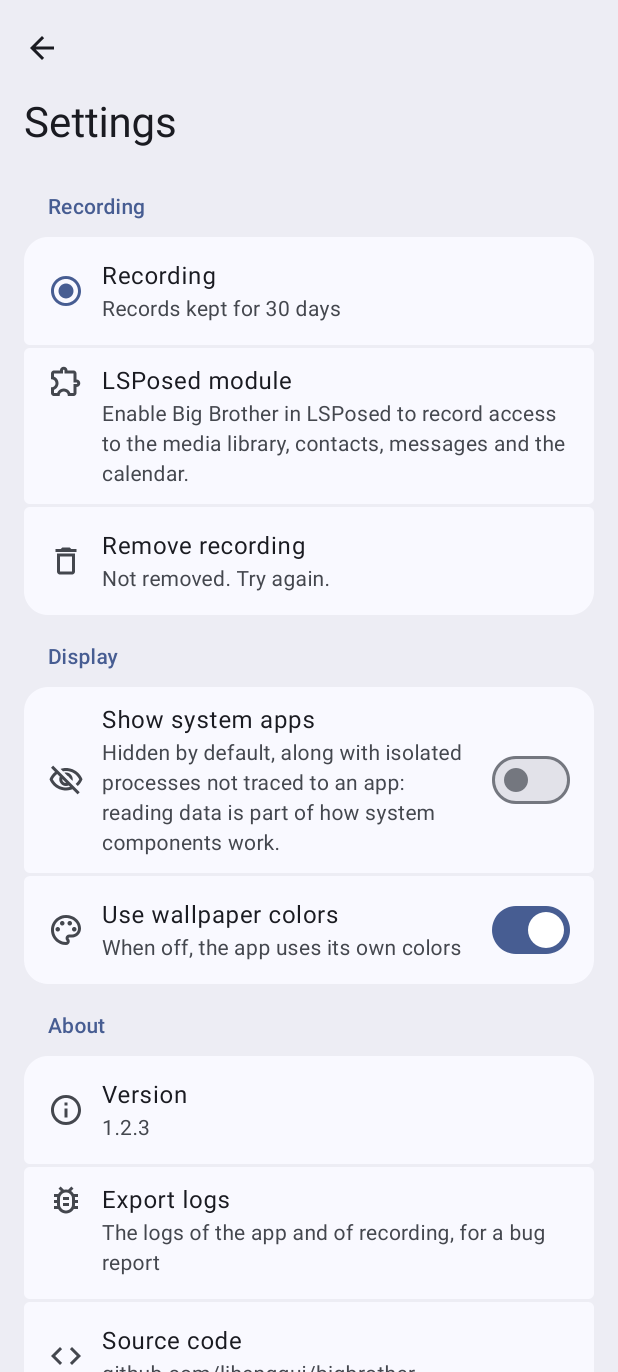 Settings
Recording
Recording
Records kept for 30 days
LSPosed module
Enable Big Brother in LSPosed to record access
to the media library, contacts, messages and the
calendar.
Remove recording
Not removed. Try again.
Display
Show system apps
Hidden by default, along with isolated
processes not traced to an app:
reading data is part of how system
components work.
Use wallpaper colors
When off, the app uses its own colors
About
Version
1.2.3
Export logs
The logs of the app and of recording, for a bug
report
Source code